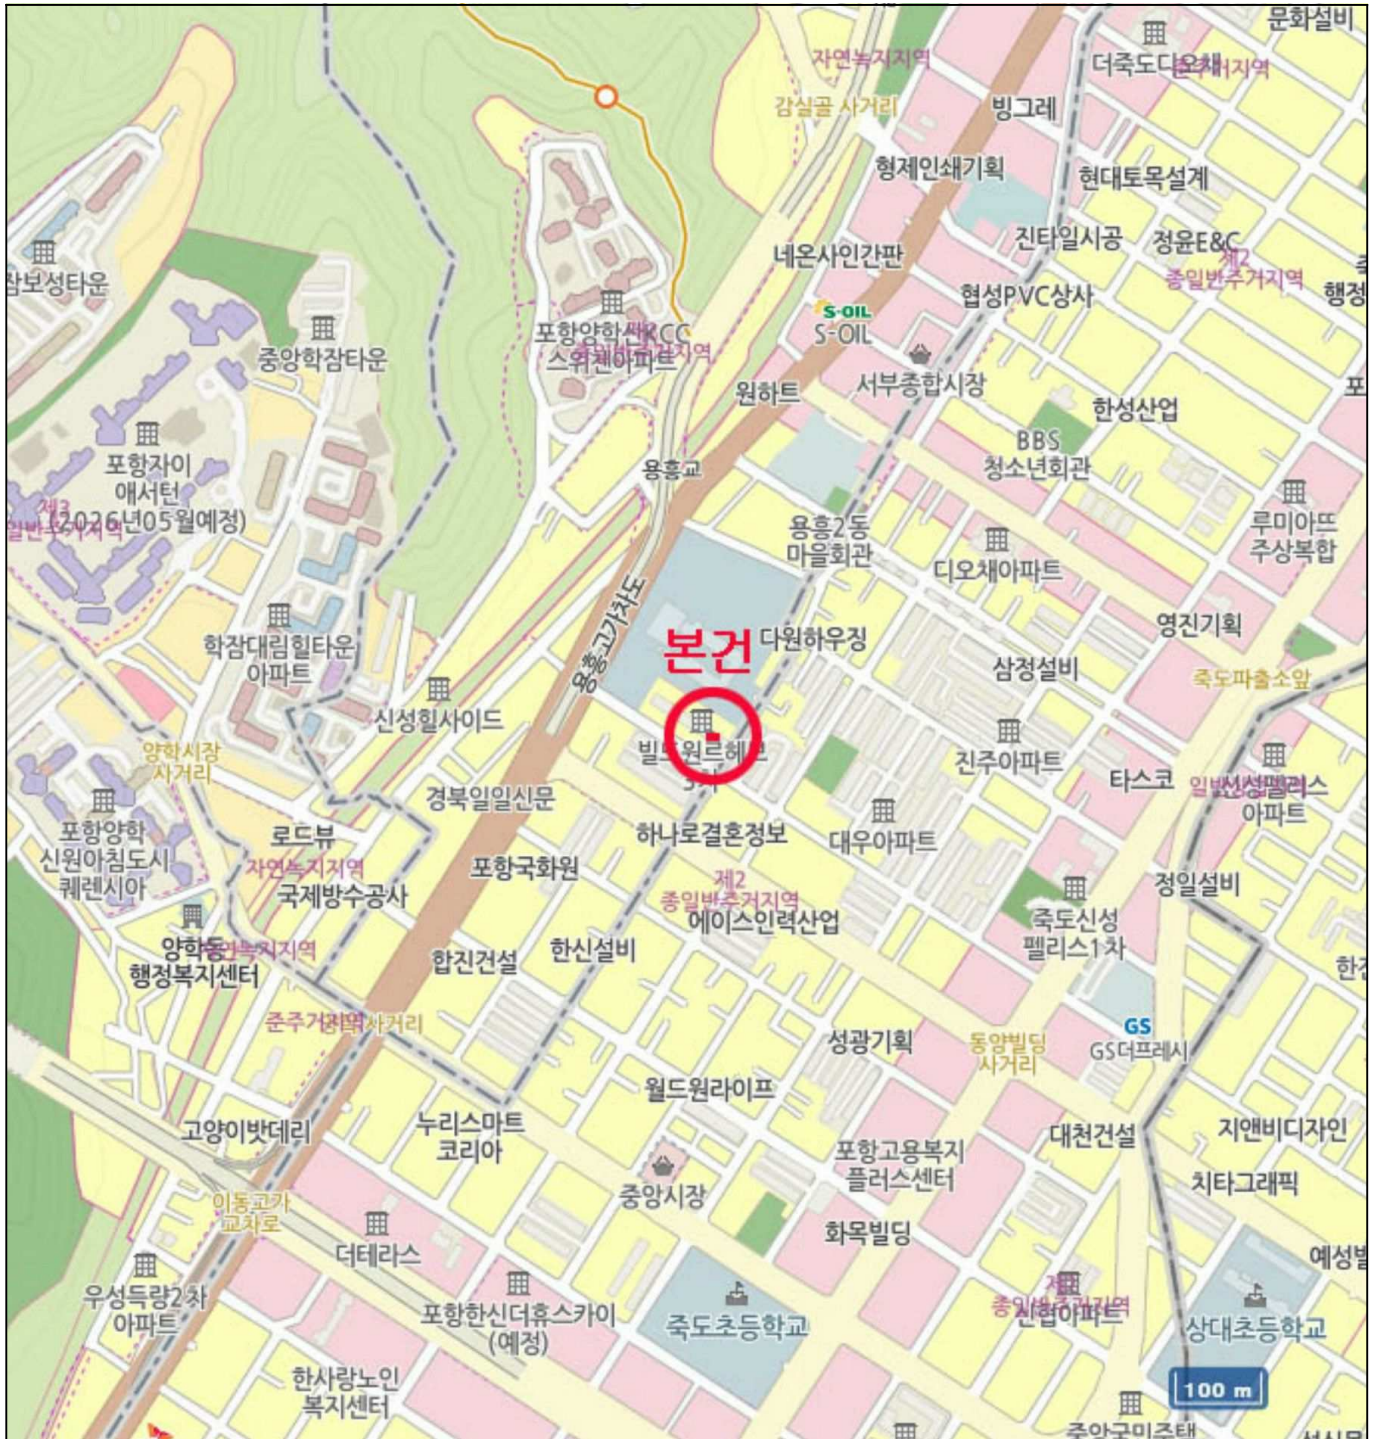 문화설비
더죽도디오채
자연녹지지역
감실골 사거리
빙그레
형제인쇄기획
현대토목설계
네온사인간판
진타일시공
정윤E&C
제2
종일반주거지역
잠보성타운
협성PVC상사
행정
S-OIL
S-OIL
중앙학잠타운
포항양학산KCC
스위첸아파트
서부종합시장
원하트
한성산업
BBS
청소년회관
포항자이
애서턴
(2026년05월예정)
제3
용흥교
루미아뜨
주상복합
용흥2동
마을회관
디오채아파트
용흥고가차도
영진기획
학잠대림힐타운
아파트
본건
다원하우징
삼정설비
죽도파출소앞
신성힐사이드
양학시장
사거리
진주아파트
타스코
아파트
경북일일신문
포항양학
신원아침도시
퀘렌시아
로드뷰
하나로결혼정보
대우아파트
자연녹지지역
국제방수공사
포항국화원
제2
종일반주거지역
에이스인력산업
정일설비
죽도신성
펠리스1차
양학동
행정복지센터
합진건설
한신설비
준주거지역
사거리
성광기획
동양빌딩
사거리
GS
GS더프레시
월드원라이프
고양이밧데리
누리스마트
코리아
대천건설
지앤비디자인
포항고용복지
플러스센터
치타그래픽
중앙시장
이동고가
교차로
화목빌딩
더테라스
우성득량2차
아파트
포항한신더휴스카이
(예정)
죽도초등학교
상대초등학교
한사랑노인
복지센터
100 m
중앙국민주택